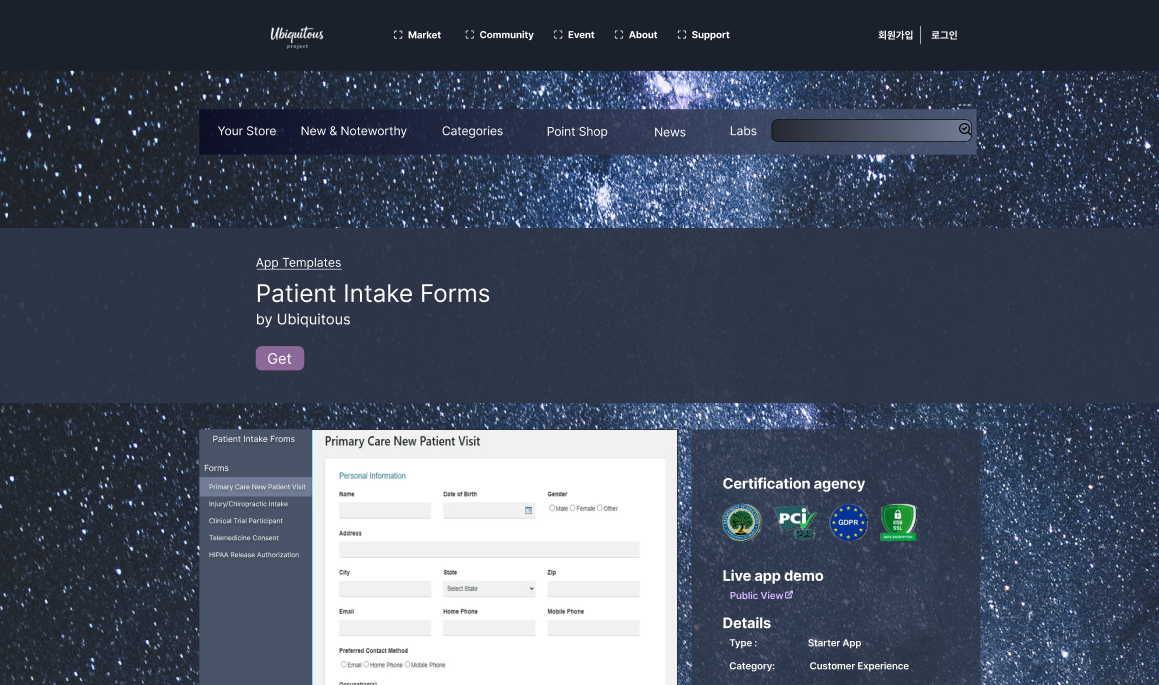 Ubiquitous
project
Market
Community
Event
About
Support
회원가입
로그인
Your Store
New & Noteworthy
Categories
Point Shop
News
Labs
App Templates
Patient Intake Forms
by Ubiquitous
Get
Patient Intake Froms
Forms
Primary Care New Patient Visit
Injury/Chiropractic Intake
Clinical Trial Participant
Telemedicine Consent
HIPAA Release Authorization
Primary Care New Patient Visit
Personal Information
Name
Date of Birth
Gender
Male Female Other
Address
City
State
Zip
Select State
Email
Home Phone
Mobile Phone
Preferred Contact Method
Email Home Phone Mobile Phone
Occupation(s)
Certification agency
PCi
GDPR
SSL
Live app demo
Public View
Details
Type : Starter App
Category: Customer Experience